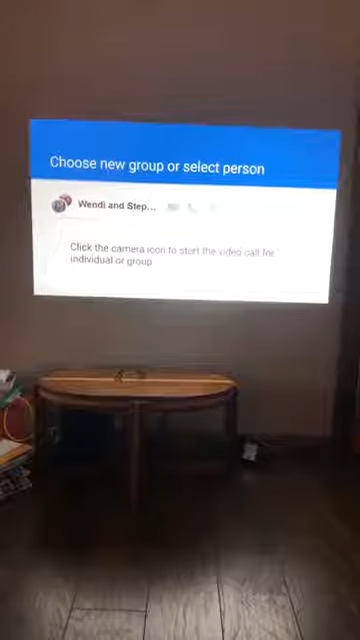 Choose new group or select person
Wendi and Step...
Click the camera icon to start the video call for
individual or group